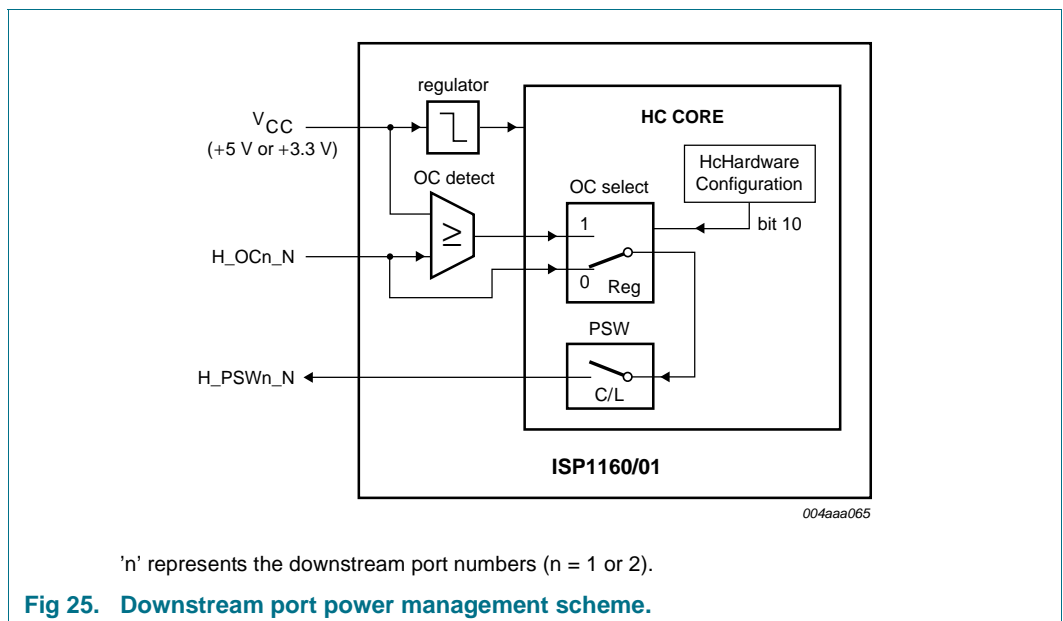 regulator
HC CORE
VCC
(+5 V or +3.3 V)
HcHardware
Configuration
OC detect
OC select
1
bit 10
≥
H_OCn_N
0
Reg
PSW
H_PSWn_N
C/L
ISP1160/01
004aaa065
'n' represents the downstream port numbers (n = 1 or 2).
Fig 25. Downstream port power management scheme.